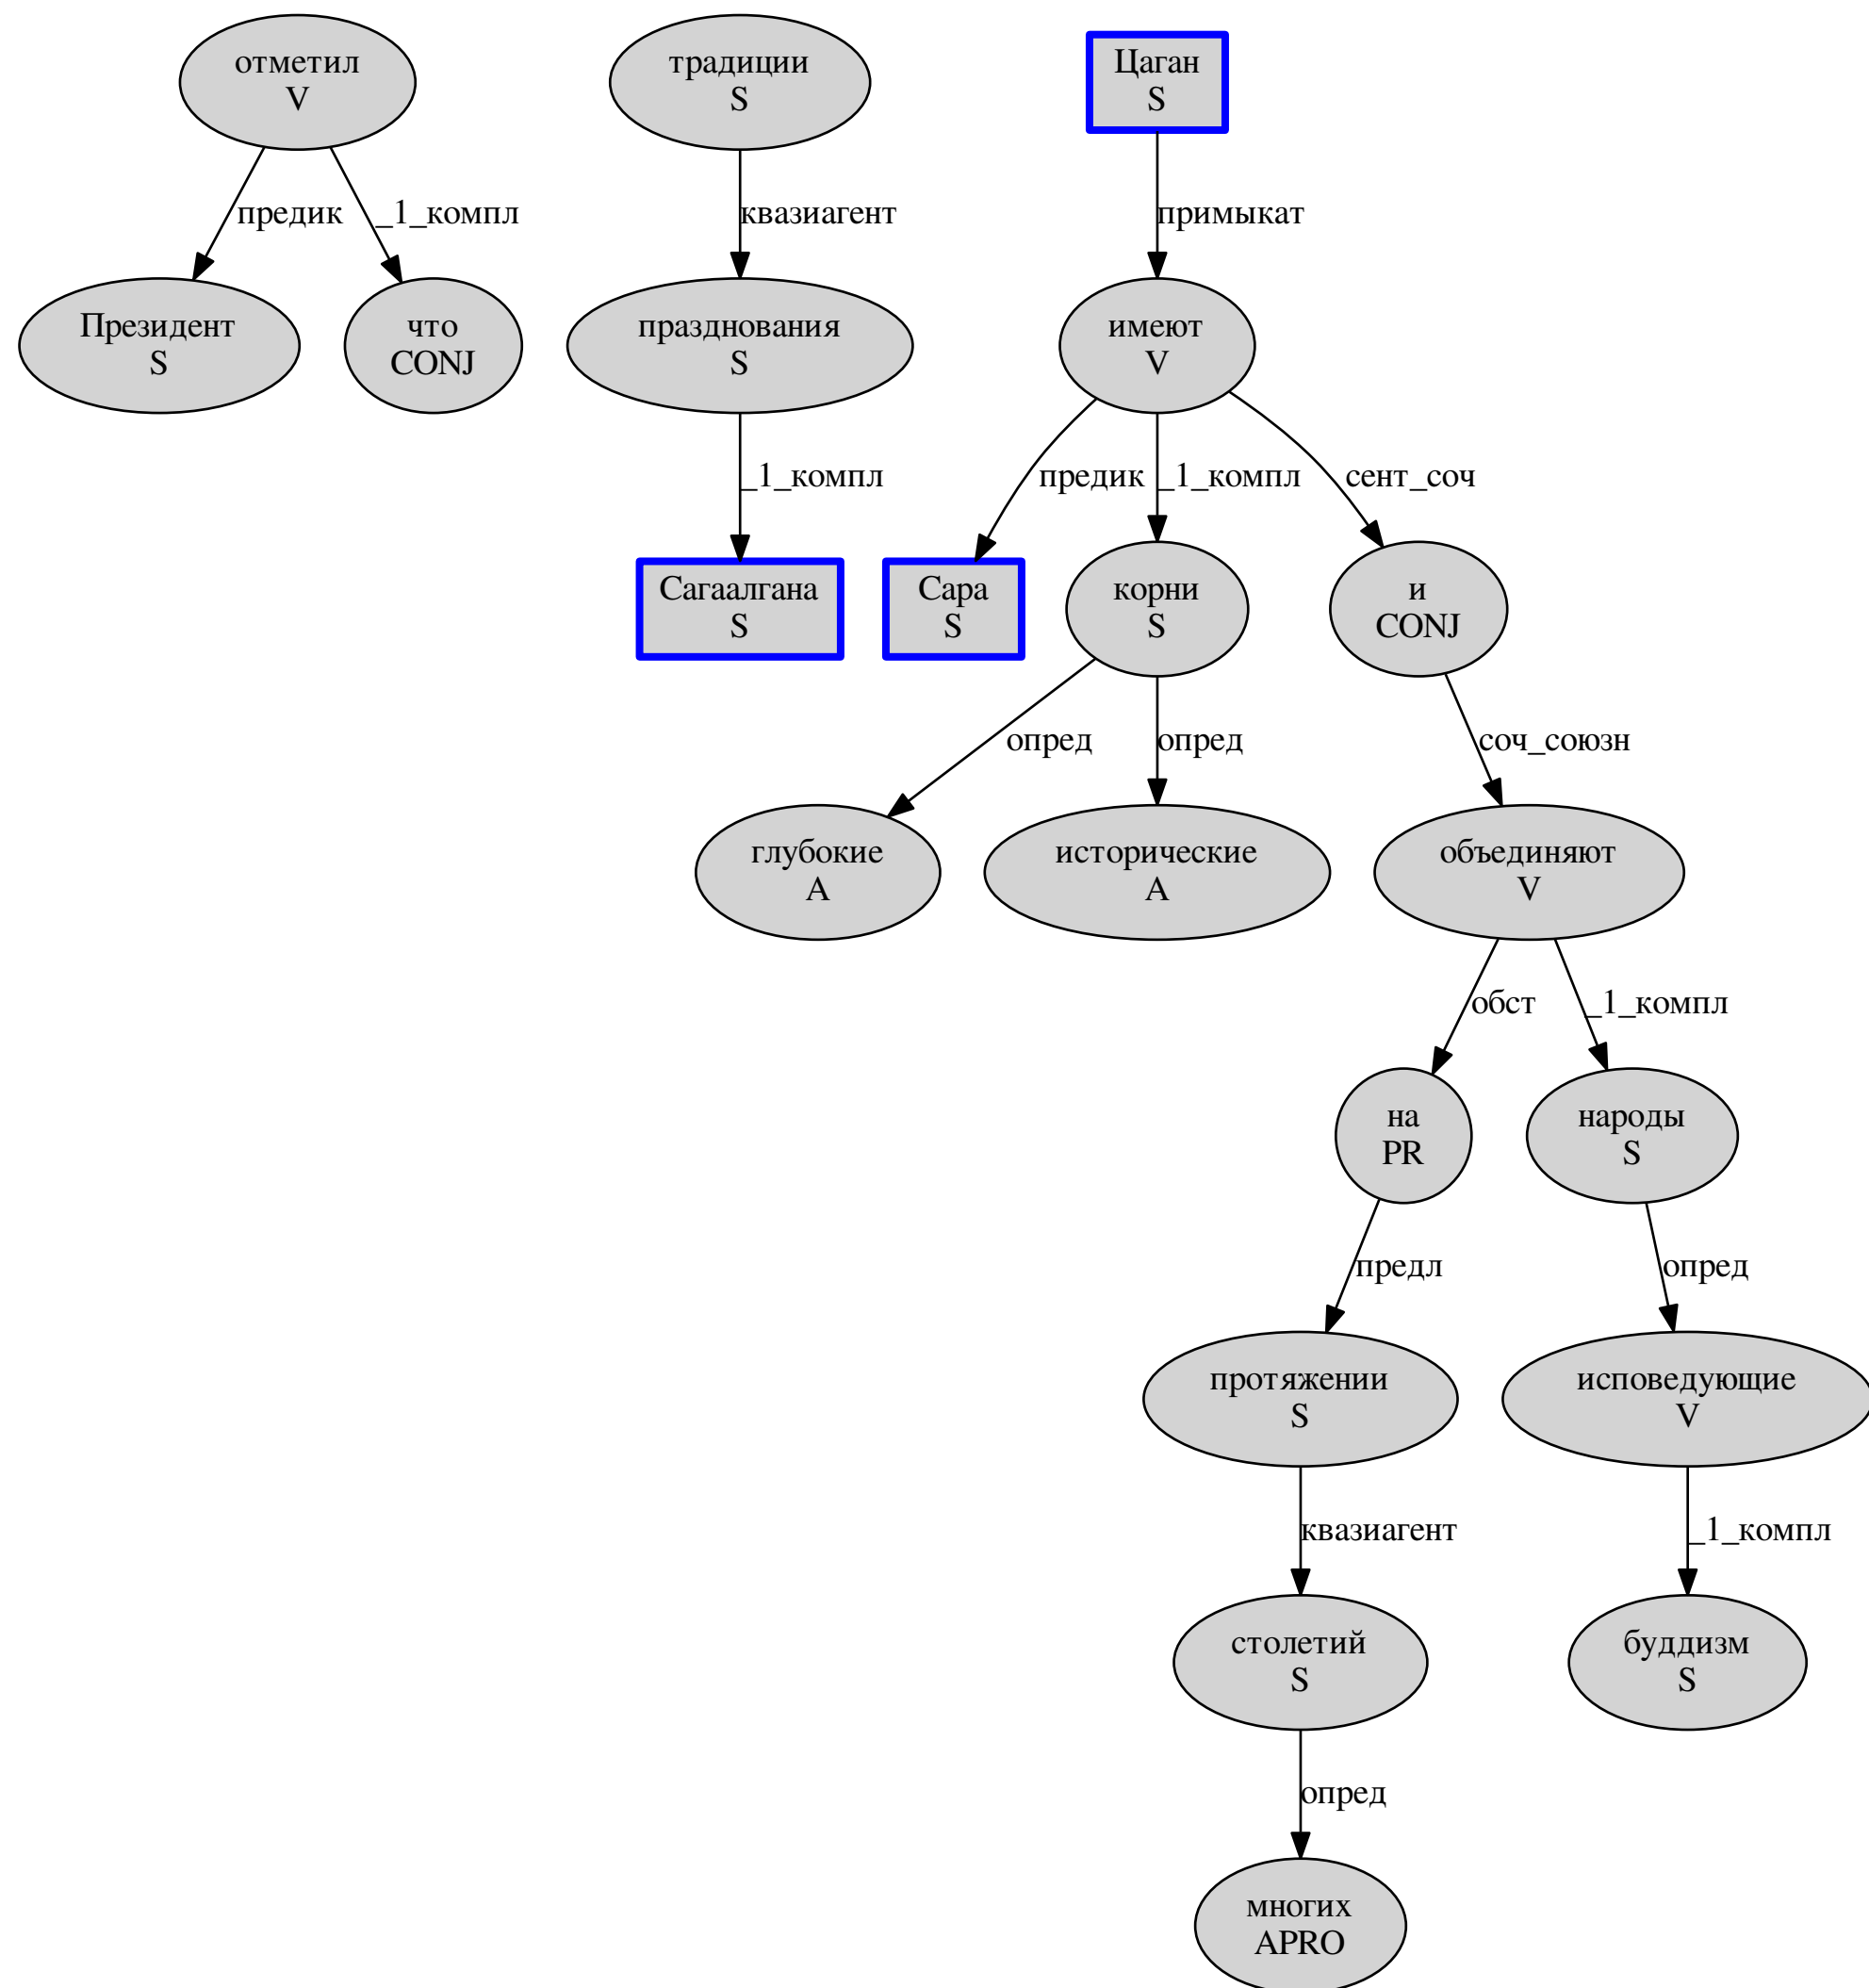 отметил
V
традиции
S
Цаган
S
предик
_1_компл
квазиагент
примыкат
Президент
S
что
CONJ
празднования
S
имеют
V
_1_компл
предик
_1_компл
сент_соч
Сагаалгана
S
Сара
S
корни
S
и
CONJ
опред
опред
соч_союзн
глубокие
A
исторические
A
объединяют
V
обст
_1_компл
на
PR
народы
S
предл
опред
протяжении
S
исповедующие
V
квазиагент
_1_компл
столетий
S
буддизм
S
опред
многих
APRO